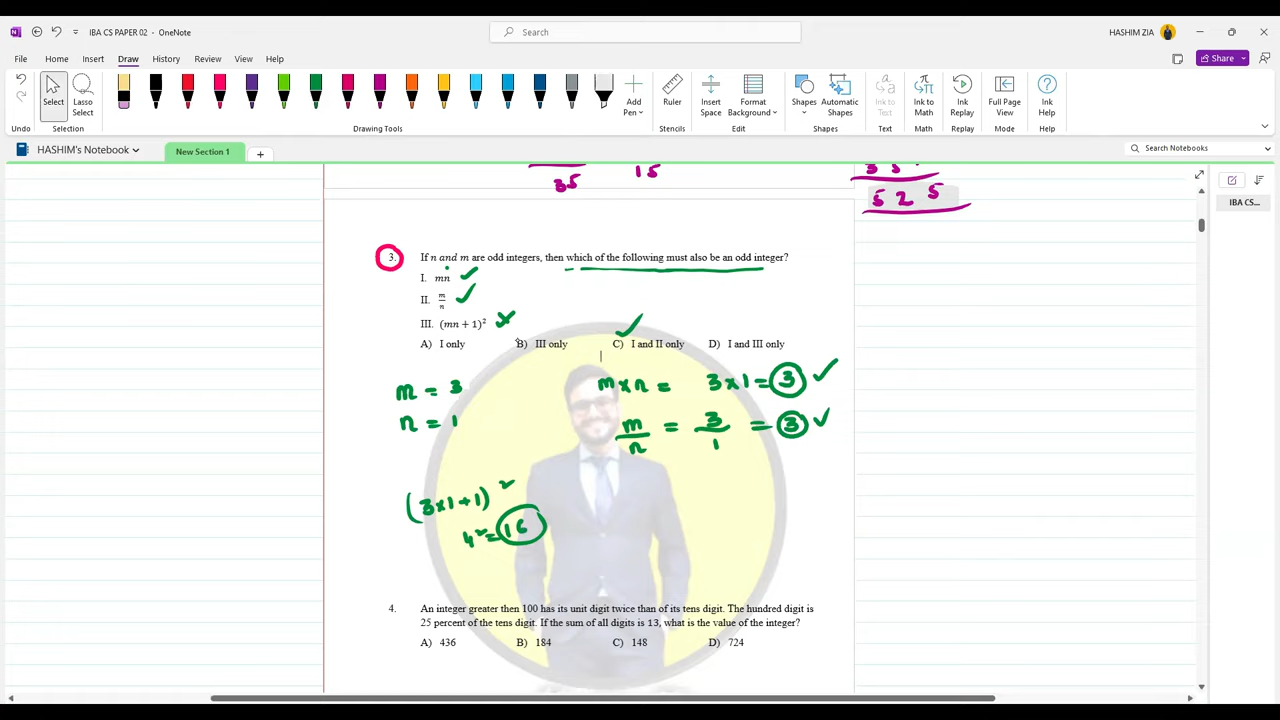 IBA CS PAPER 02 - OneNote
Search
HASHIM ZIA
File Home Insert Draw History Review View Help
Share
Select
Lasso Select
Add Pen
Ruler
Insert Space
Format Background
Shapes
Automatic Shapes
Ink to Text
Ink to Math
Ink Replay
Full Page View
Ink Help
Undo Selection Drawing Tools Stencils Edit Shapes Text Math Replay Mode Help
HASHIM's Notebook New Section 1 +
Search Notebooks
IBA CS...
35 15
5 2 5
3. If n and m are odd integers, then which of the following must also be an odd integer?
I. mn ✓
II. m/n ✓
III. (mn + 1)² ✗
A) I only B) III only C) I and II only D) I and III only
m = 3
n = 1
m x n = 3 x 1 = 3 ✓
m/n = 3/1 = 3 ✓
(3x1+1)²
4² = 16
4. An integer greater then 100 has its unit digit twice than of its tens digit. The hundred digit is
25 percent of the tens digit. If the sum of all digits is 13, what is the value of the integer?
A) 436 B) 184 C) 148 D) 724